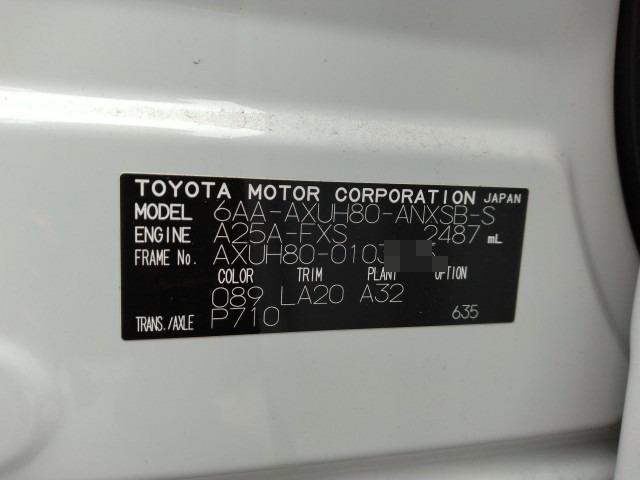 TOYOTA MOTOR CORPORATION JAPAN
MODEL 6AA-AXUH80-ANXSB-S
ENGINE A25A-FXS 2487 mL
FRAME No. AXUH80-0103
COLOR TRIM PLANT OPTION
089 LA20 A32
TRANS./AXLE P710 635